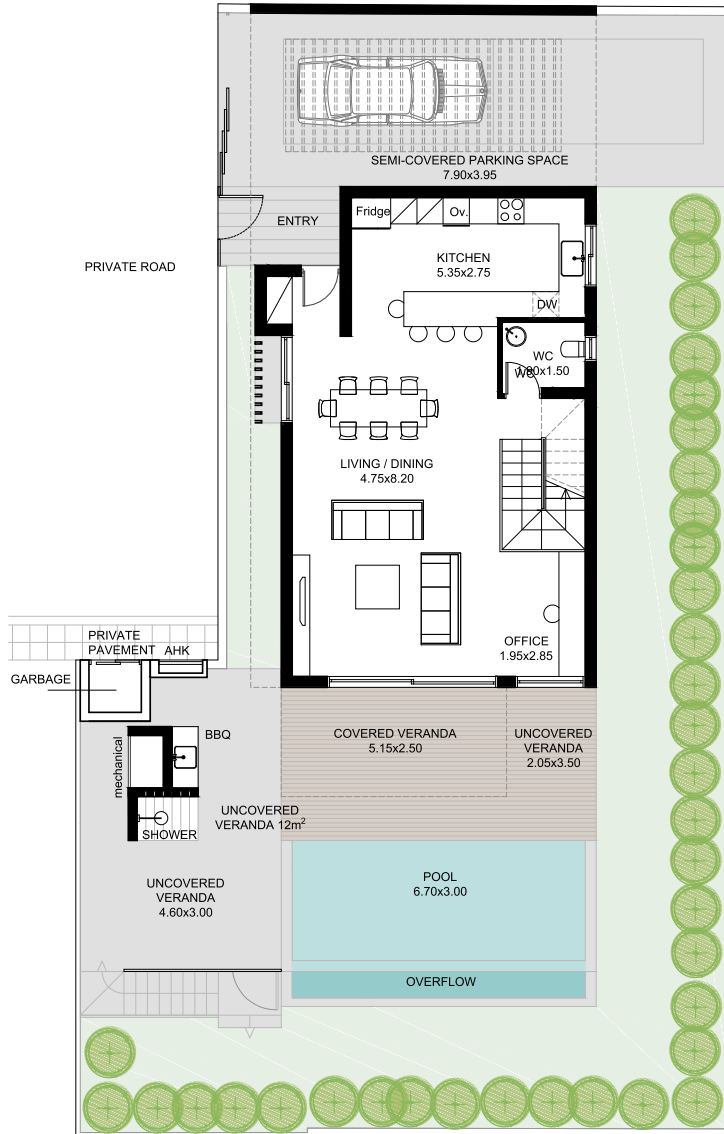 SEMI-COVERED PARKING SPACE
7.90x3.95
ENTRY
Fridge
Ov.
KITCHEN
5.35x2.75
PRIVATE ROAD
DW
WC
1.80x1.50
LIVING / DINING
4.75x8.20
PRIVATE
PAVEMENT
AHK
GARBAGE
OFFICE
1.95x2.85
BBQ
mechanical
COVERED VERANDA
5.15x2.50
UNCOVERED
VERANDA
2.05x3.50
UNCOVERED
VERANDA 12m²
SHOWER
UNCOVERED
VERANDA
4.60x3.00
POOL
6.70x3.00
OVERFLOW